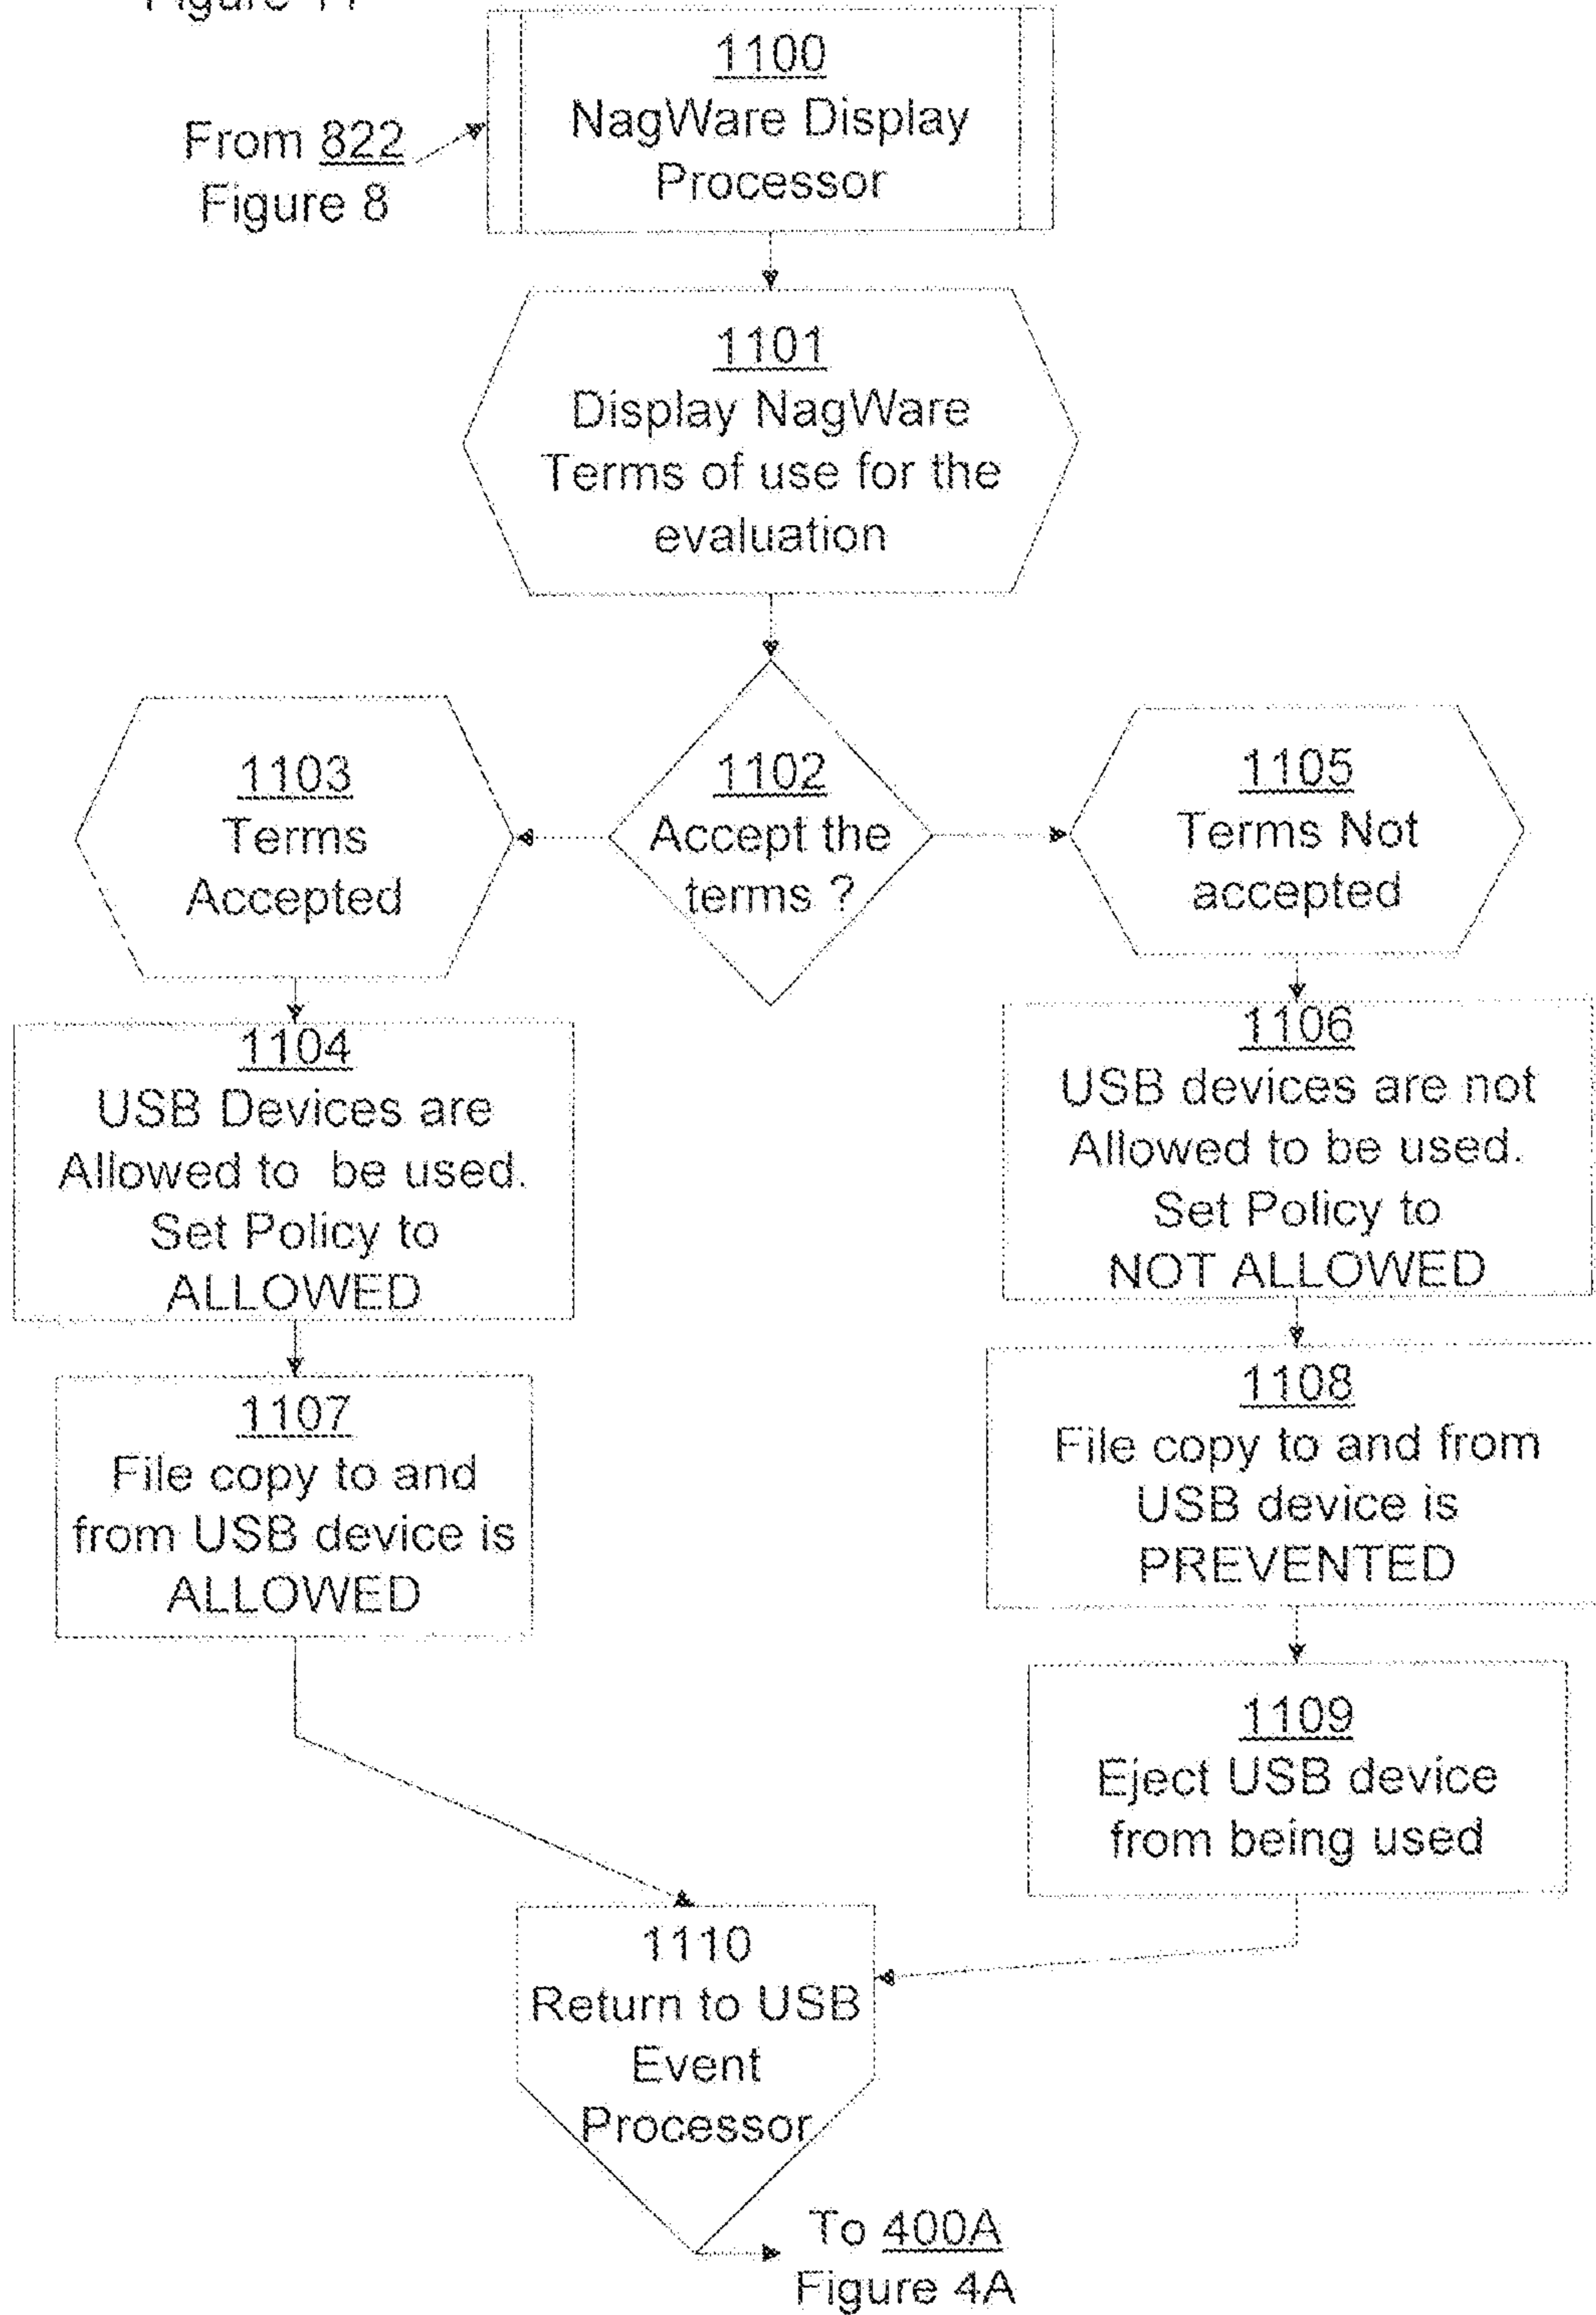 Figure 11
1100
NagWare Display
Processor
From 822
Figure 8
1101
Display NagWare
Terms of use for the
evaluation
1102
Accept the
terms ?
1103
Terms
Accepted
1105
Terms Not
accepted
1104
USB Devices are
Allowed to be used.
Set Policy to
ALLOWED
1106
USB devices are not
Allowed to be used.
Set Policy to
NOT ALLOWED
1107
File copy to and
from USB device is
ALLOWED
1108
File copy to and from
USB device is
PREVENTED
1109
Eject USB device
from being used
1110
Return to USB
Event
Processor
To 400A
Figure 4A